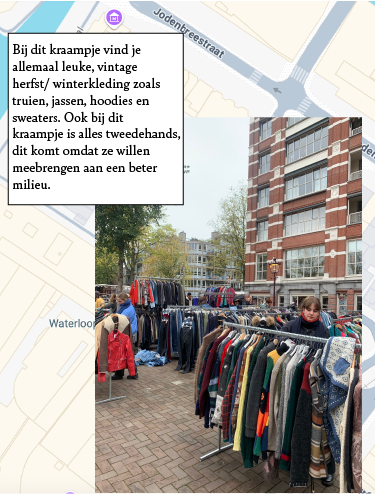 Jodenbreestraat
Bij dit kraampje vind je
allemaal leuke, vintage
herfst/ winterkleding zoals
truien, jassen, hoodies en
sweaters. Ook bij dit
kraampje is alles tweedehands,
dit komt omdat ze willen
meebrengen aan een beter
milieu.
Waterloo